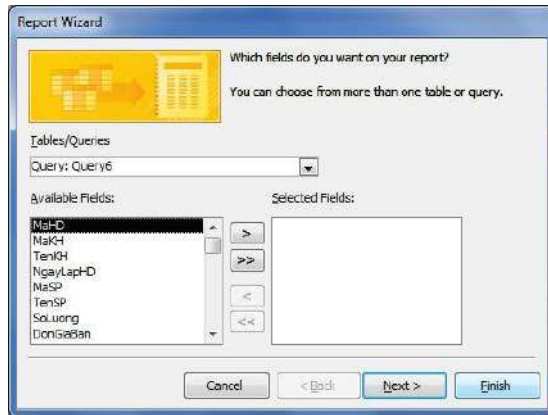 Report Wizard
Which fields do you want on your report?
You can choose from more than one table or query.
Tables/Queries
Query: Query6
Available Fields:
Selected Fields:
MaHD
MaKH
TenKH
NgayLapHD
MaSP
TenSP
SoLuong
DonGiaBan
>
>>
<
<<
Cancel
< Back
Next >
Finish